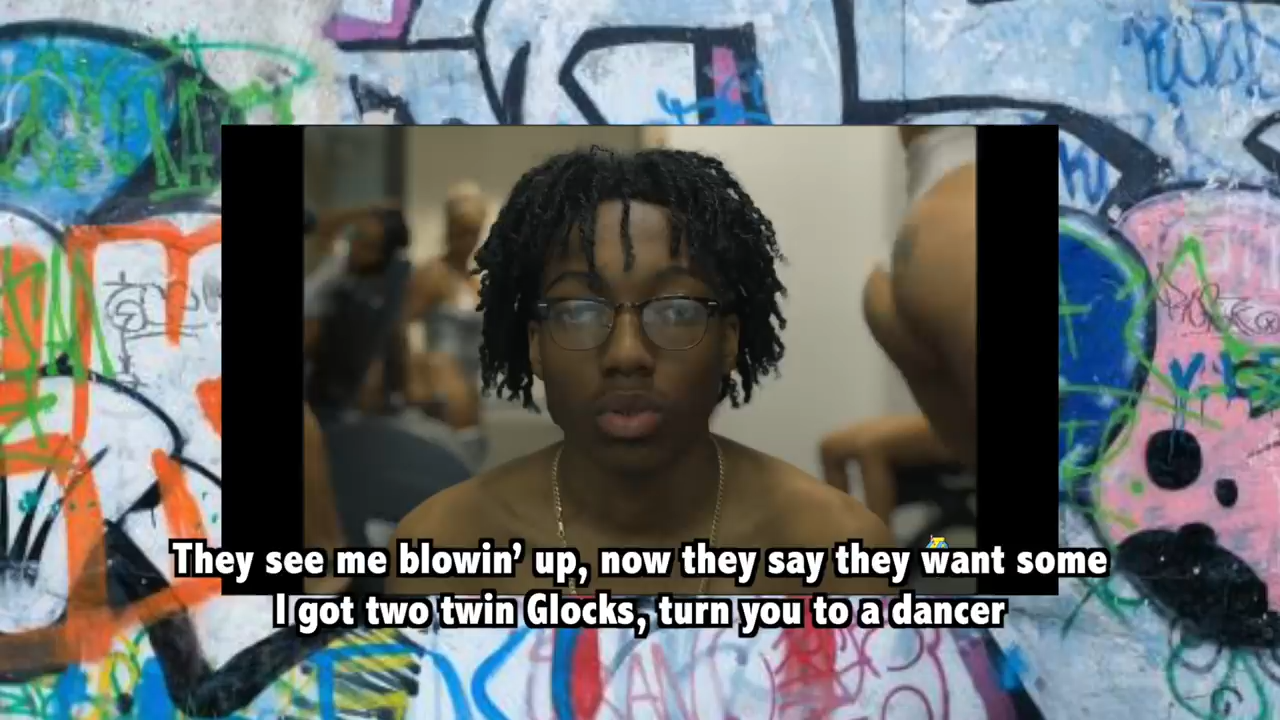 They see me blowin’ up, now they say they want some
I got two twin Glocks, turn you to a dancer